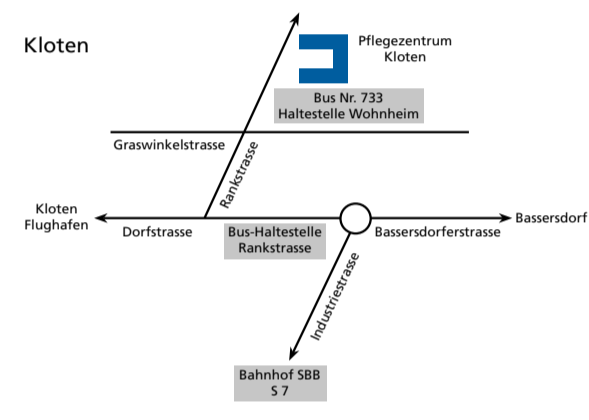 Kloten
Pflegezentrum
Kloten
Bus Nr. 733
Haltestelle Wohnheim
Graswinkelstrasse
Rankstrasse
Kloten
Flughafen
Dorfstrasse
Bus-Haltestelle
Rankstrasse
Bassersdorferstrasse
Bassersdorf
Industriestrasse
Bahnhof SBB
S 7